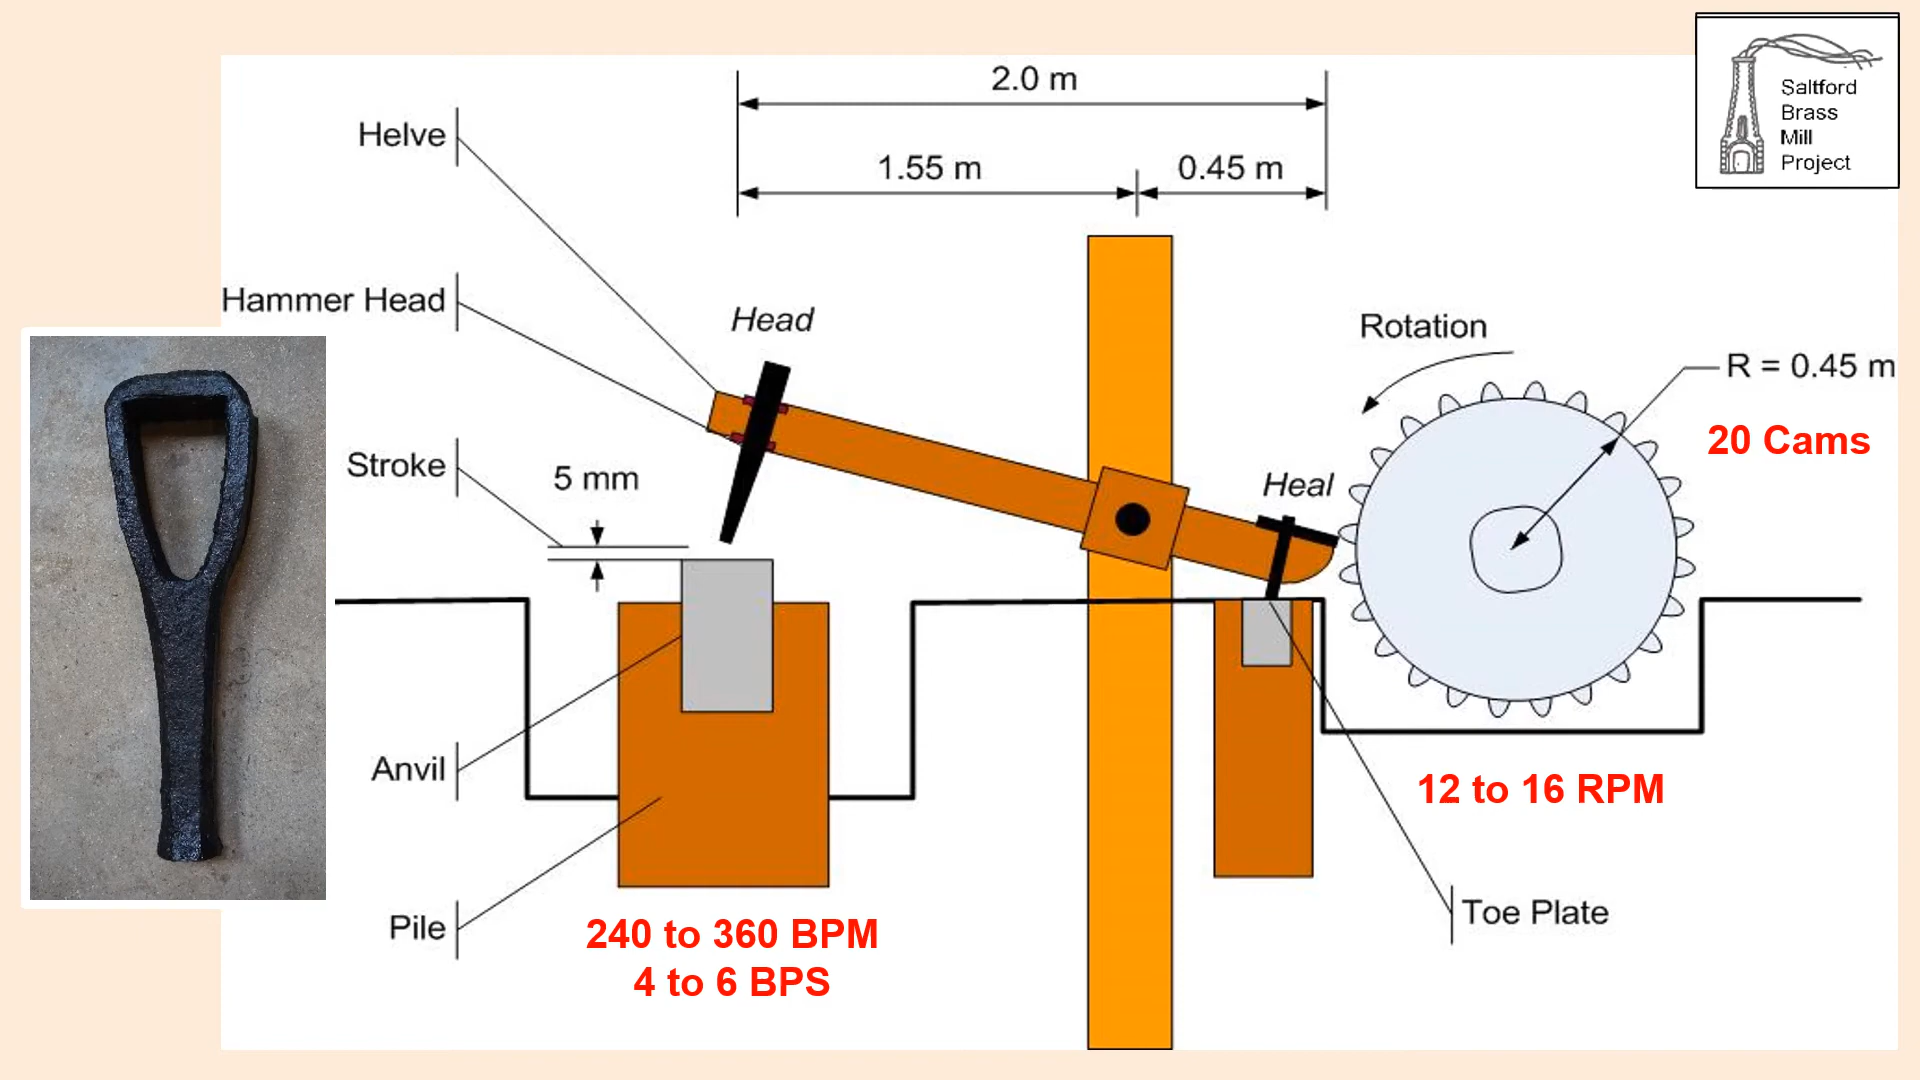 2.0 m
Saltford
Brass
Mill
Project
Helve
1.55 m
0.45 m
Hammer Head
Head
Rotation
R = 0.45 m
20 Cams
Stroke
5 mm
Heal
Anvil
12 to 16 RPM
Pile
240 to 360 BPM
4 to 6 BPS
Toe Plate